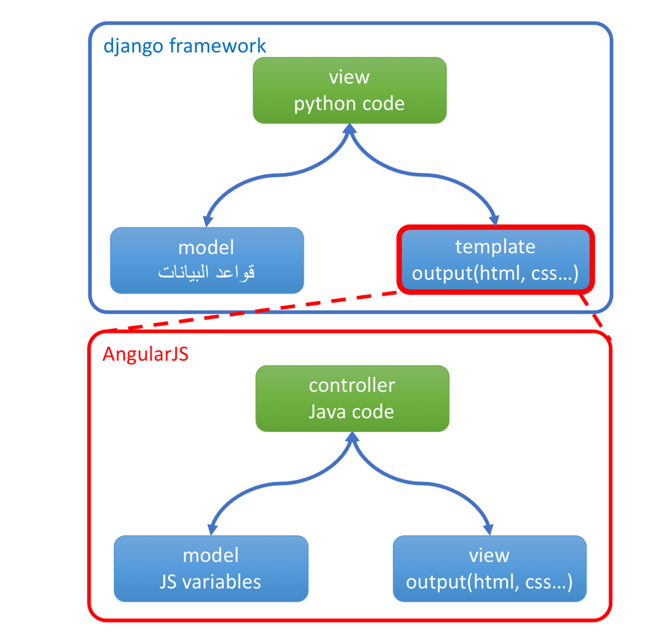 django framework
view
python code
model
قواعد البيانات
template
output(html, css...)
AngularJS
controller
Java code
model
JS variables
view
output(html, css...)